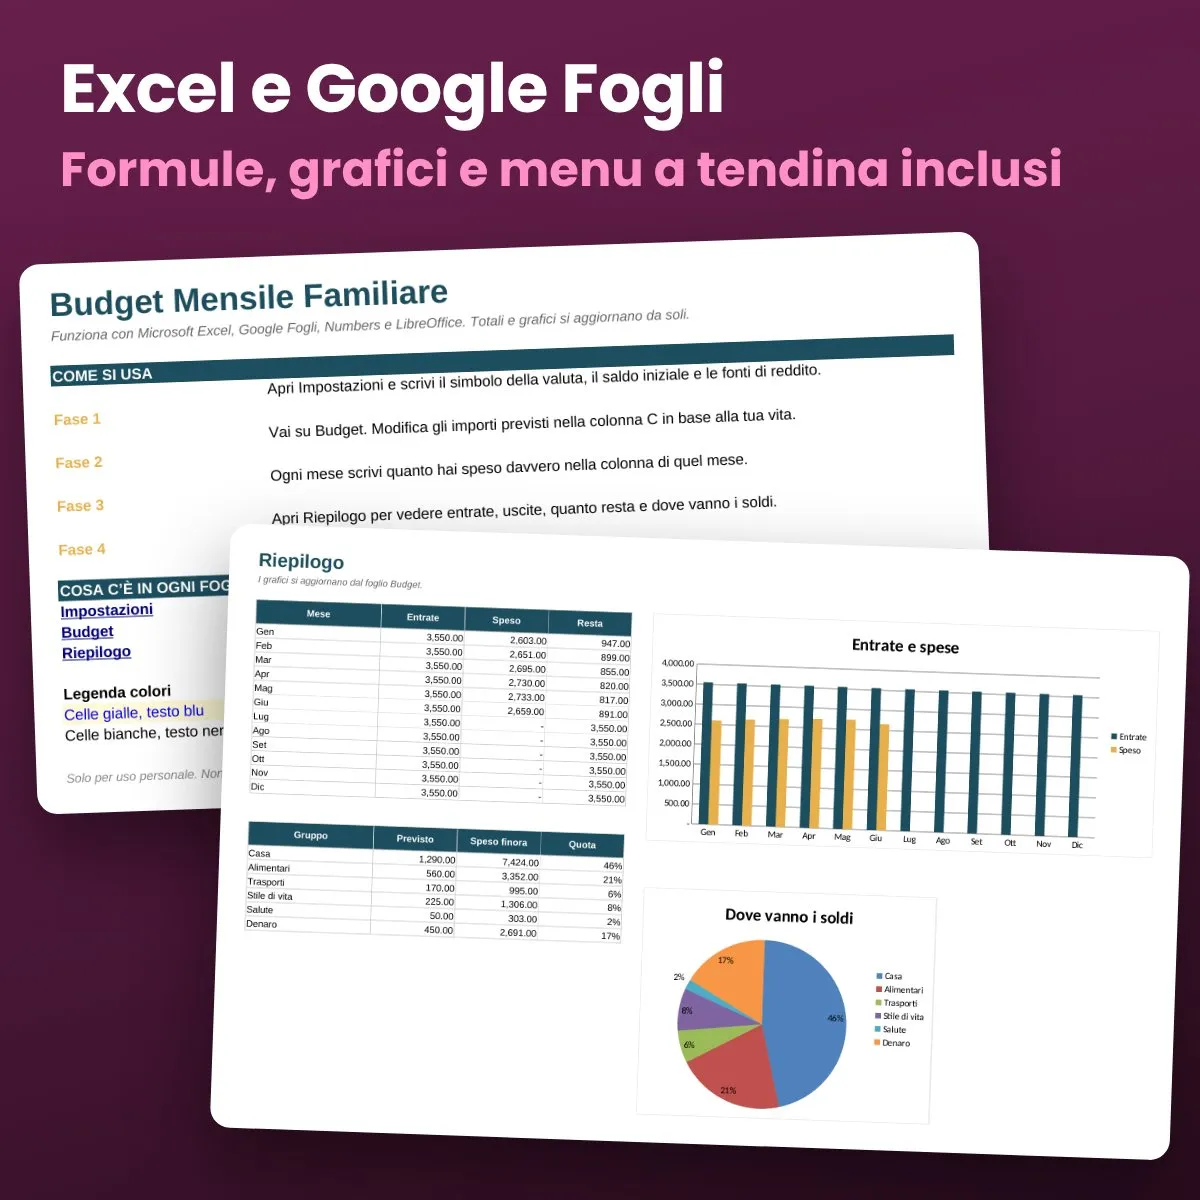 Excel e Google Fogli
Formule, grafici e menu a tendina inclusi
Budget Mensile Familiare
Funziona con Microsoft Excel, Google Fogli, Numbers e LibreOffice. Totali e grafici si aggiornano da soli.
COME SI USA
Fase 1 Apri Impostazioni e scrivi il simbolo della valuta, il saldo iniziale e le fonti di reddito.
Fase 2 Vai su Budget. Modifica gli importi previsti nella colonna C in base alla tua vita.
Fase 3 Ogni mese scrivi quanto hai speso davvero nella colonna di quel mese.
Fase 4 Apri Riepilogo per vedere entrate, uscite, quanto resta e dove vanno i soldi.
COSA C'È IN OGNI FOG
Impostazioni
Budget
Riepilogo
Legenda colori
Celle gialle, testo blu
Celle bianche, testo ner
Solo per uso personale. Non
Riepilogo
I grafici si aggiornano dal foglio Budget.
Mese Entrate Speso Resta
Gen 3,550.00 2,603.00 947.00
Feb 3,550.00 2,651.00 899.00
Mar 3,550.00 2,695.00 855.00
Apr 3,550.00 2,730.00 820.00
Mag 3,550.00 2,733.00 817.00
Giu 3,550.00 2,659.00 891.00
Lug 3,550.00 - 3,550.00
Ago 3,550.00 - 3,550.00
Set 3,550.00 - 3,550.00
Ott 3,550.00 - 3,550.00
Nov 3,550.00 - 3,550.00
Dic 3,550.00 - 3,550.00
Gruppo Previsto Speso finora Quota
Casa 1,290.00 7,424.00 46%
Alimentari 560.00 3,352.00 21%
Trasporti 170.00 995.00 6%
Stile di vita 225.00 1,306.00 8%
Salute 50.00 303.00 2%
Denaro 450.00 2,691.00 17%
Entrate e spese
4,000.00
3,500.00
3,000.00
2,500.00
2,000.00
1,500.00
1,000.00
500.00
-
Gen Feb Mar Apr Mag Giu Lug Ago Set Ott Nov Dic
Entrate
Speso
Dove vanno i soldi
17%
2%
8%
6%
21%
46%
Casa
Alimentari
Trasporti
Stile di vita
Salute
Denaro